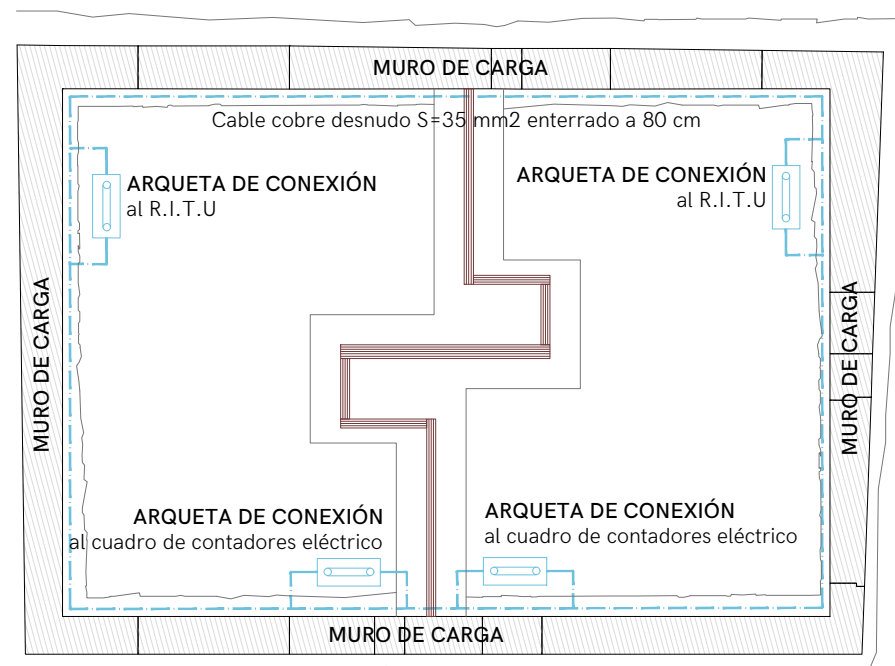 MURO DE CARGA
Cable cobre desnudo S=35 mm2 enterrado a 80 cm
ARQUETA DE CONEXIÓN
al R.I.T.U
ARQUETA DE CONEXIÓN
al R.I.T.U
MURO DE CARGA
MURO DE CARGA
ARQUETA DE CONEXIÓN
al cuadro de contadores eléctrico
ARQUETA DE CONEXIÓN
al cuadro de contadores eléctrico
MURO DE CARGA